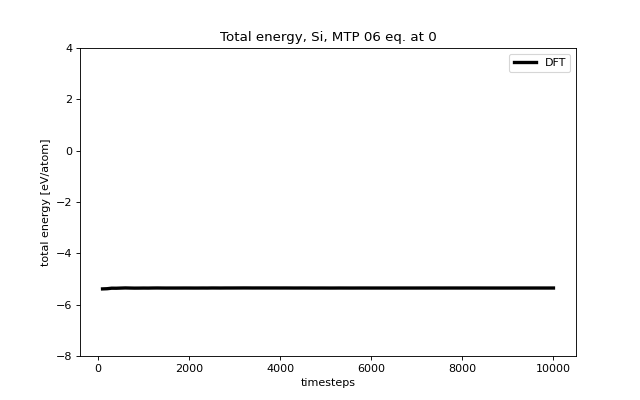 Total energy, Si, MTP 06 eq. at 0
DFT
total energy [eV/atom]
4
2
0
−2
−4
−6
−8
0 2000 4000 6000 8000 10000
timesteps